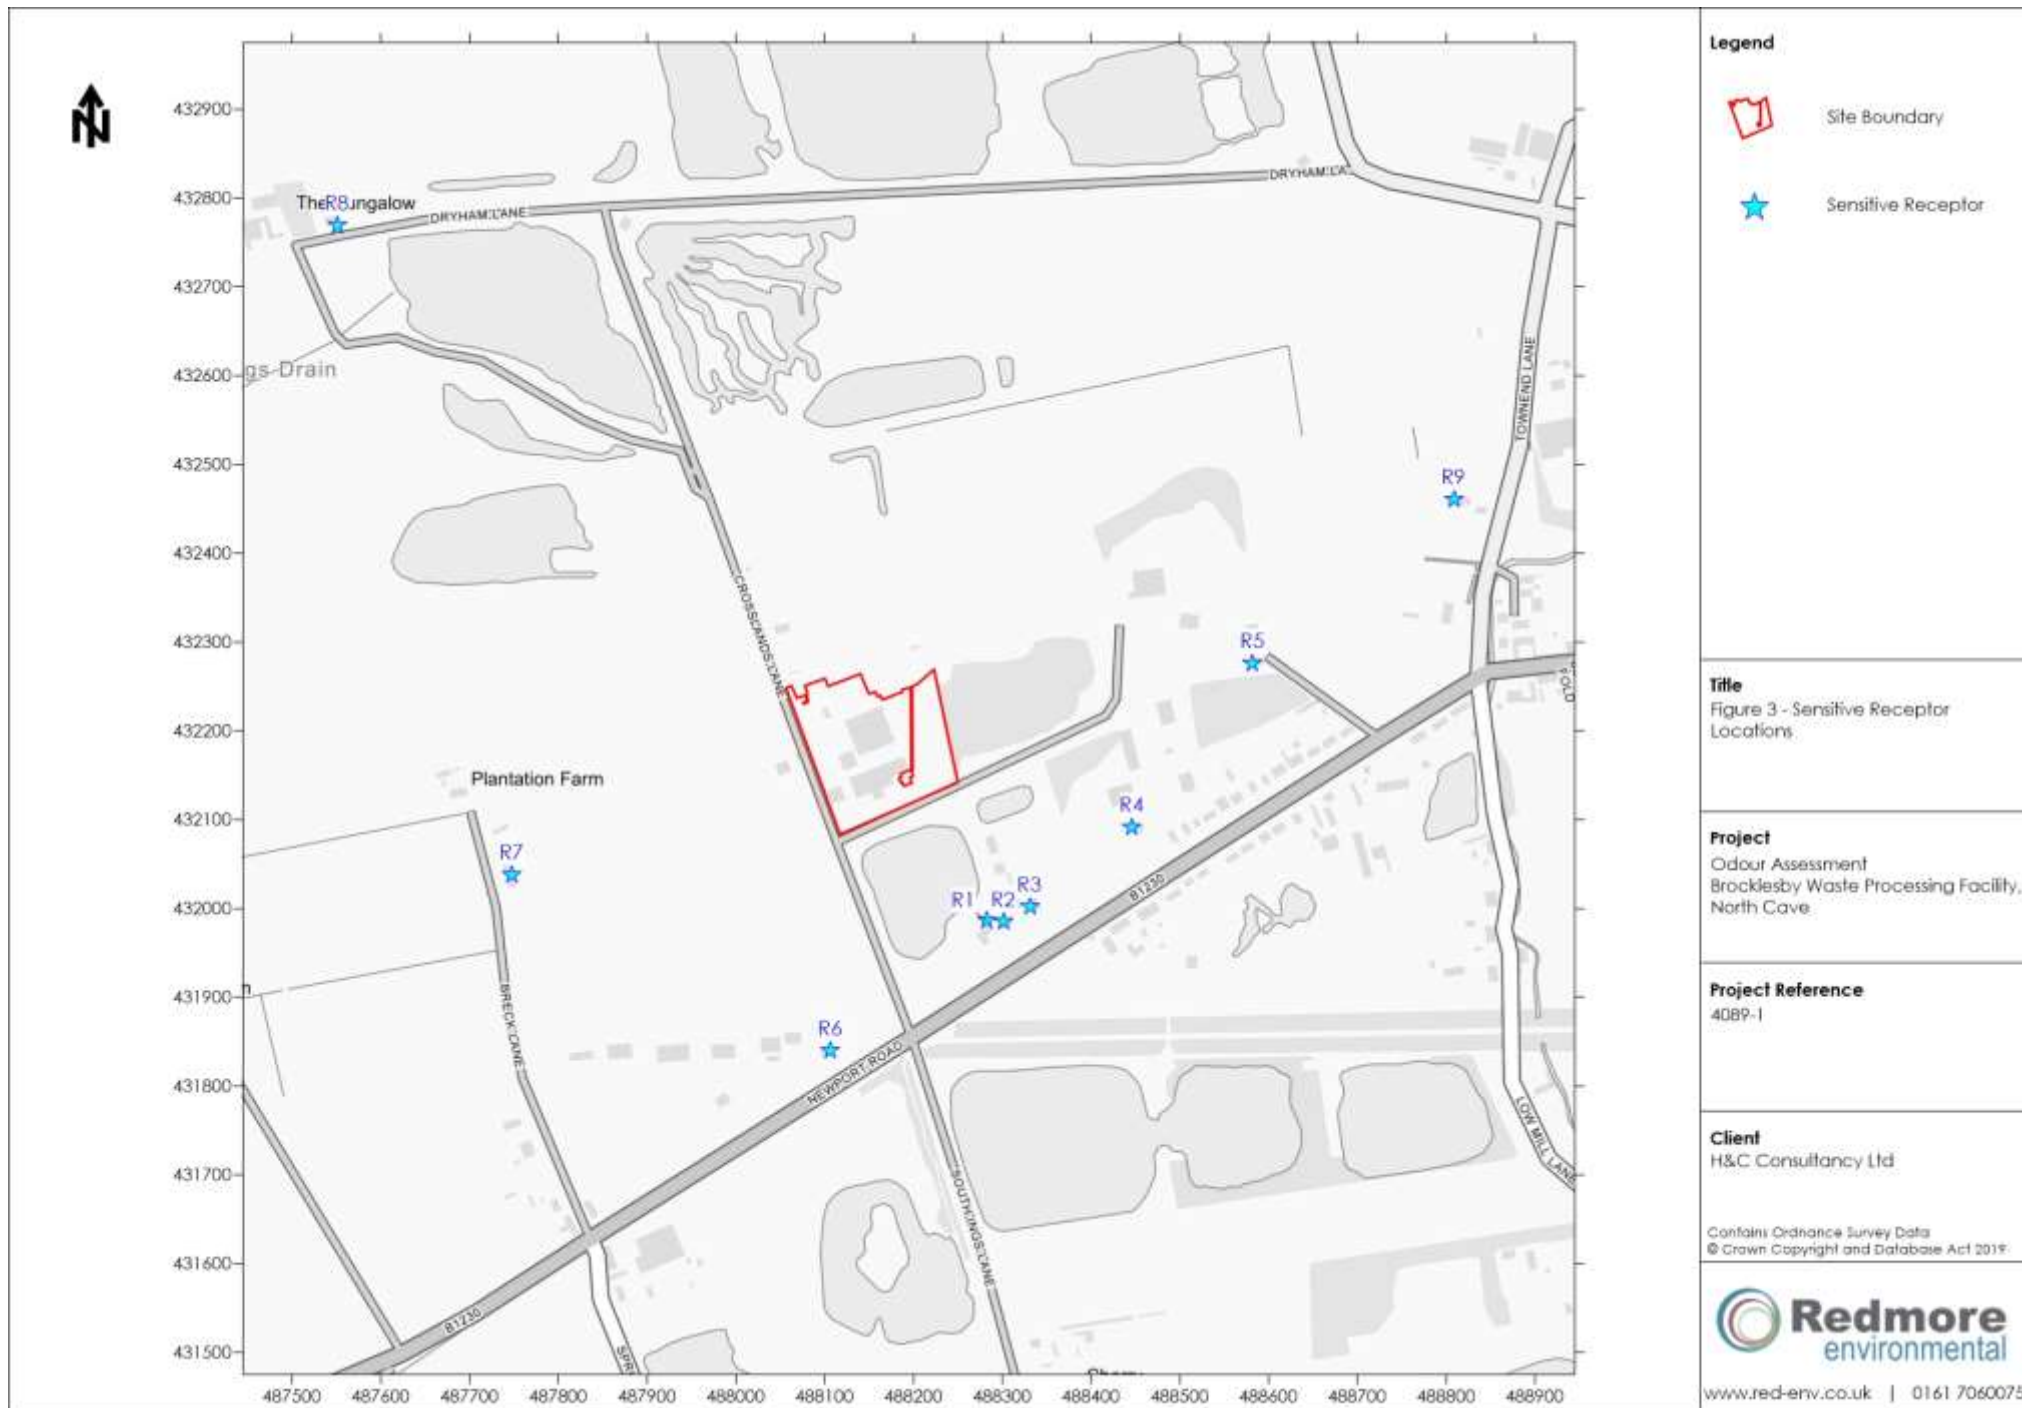 N
432900
432800
432700
432600
432500
432400
432300
432200
432100
432000
431900
431800
431700
431600
431500
487500 487600 487700 487800 487900 488000 488100 488200 488300 488400 488500 488600 488700 488800 488900
R8
DRYHAM LANE
DRYHAM LA
gs Drain
TOWNEND LANE
R9
CROSSLANDS LANE
R5
FOLD
Plantation Farm
R4
R7
R3
R1 R2
B1230
BRECK LANE
R6
NEWPORT ROAD
LOW MILL LANE
SOUTH INGS LANE
B1230
SPR
Legend
Site Boundary
Sensitive Receptor
Title
Figure 3 - Sensitive Receptor
Locations
Project
Odour Assessment
Brocklesby Waste Processing Facility,
North Cave
Project Reference
4089-1
Client
H&C Consultancy Ltd
Contains Ordnance Survey Data
© Crown Copyright and Database Act 2019
Redmore
environmental
www.red-env.co.uk | 0161 7060075